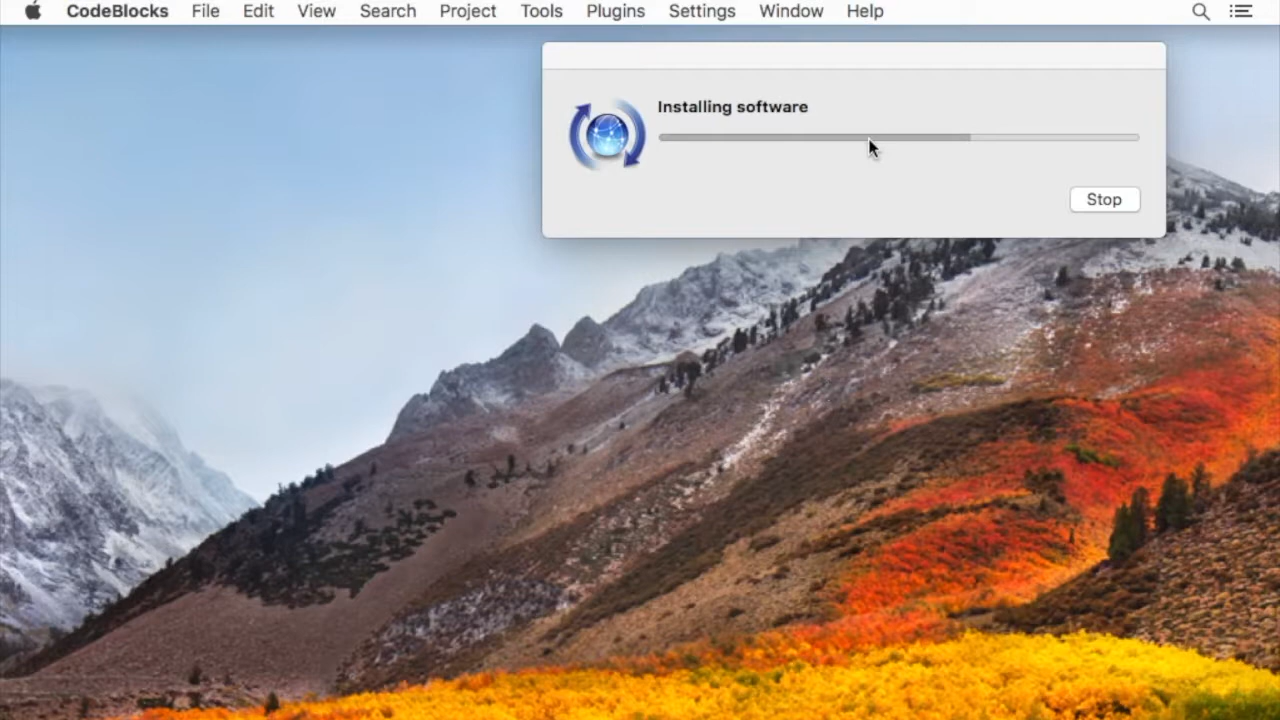 CodeBlocks File Edit View Search Project Tools Plugins Settings Window Help
Installing software
Stop